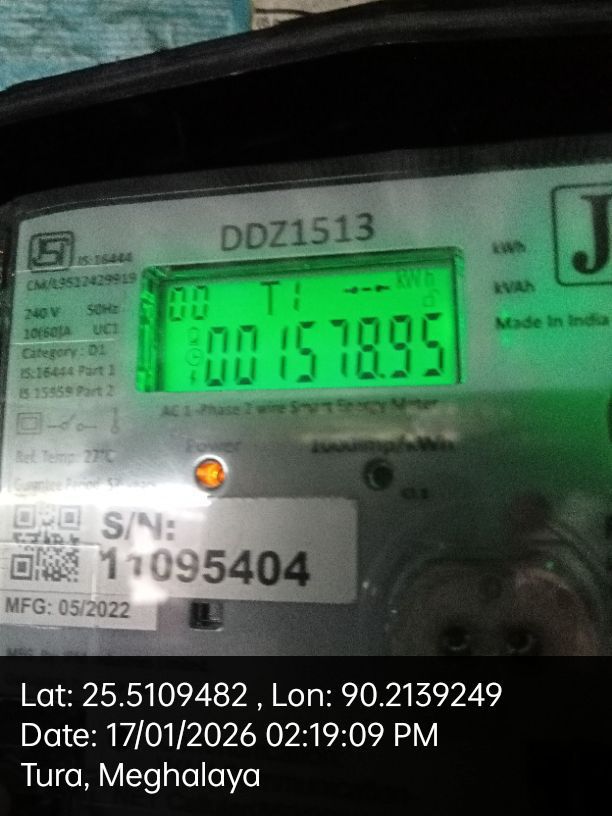 DDZ1513
IS:16444
CM/L9512429919
240 V 50Hz
10(60)A UC1
Category : D1
IS:16444 Part 1
IS 15959 Part 2
00 T1 kWh
001578.95
kWh
kVAh
J
Made In India
AC 1 -Phase 2 wire Smart Energy Meter
Power 1000imp/kWh
Ref. Temp 27°C
S/N:
11095404
MFG: 05/2022
Lat: 25.5109482 , Lon: 90.2139249
Date: 17/01/2026 02:19:09 PM
Tura, Meghalaya